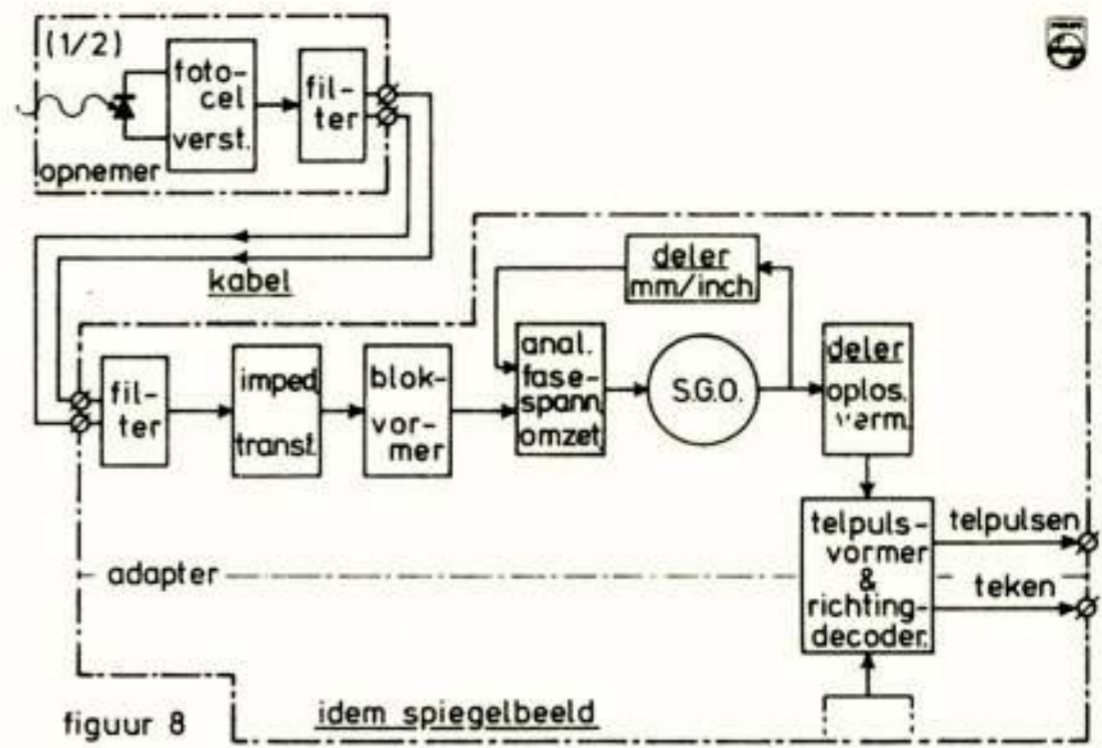 (1/2)
foto-
cel
verst.
fil-
ter
opnemer
kabel
deler
mm/inch
fil-
ter
imped.
transf.
blok-
vor-
mer
anal.
fase-
spann.
omzet.
S.G.O.
deler
oplos.
verm.
telpuls-
vormer
&
richting-
decoder.
telpulsen
teken
adapter
idem spiegelbeeld
figuur 8
PHILIPS